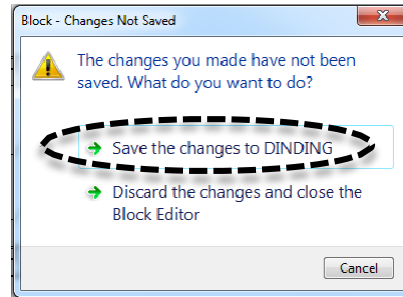 Block - Changes Not Saved
The changes you made have not been
saved. What do you want to do?
Save the changes to DINDING
Discard the changes and close the
Block Editor
Cancel